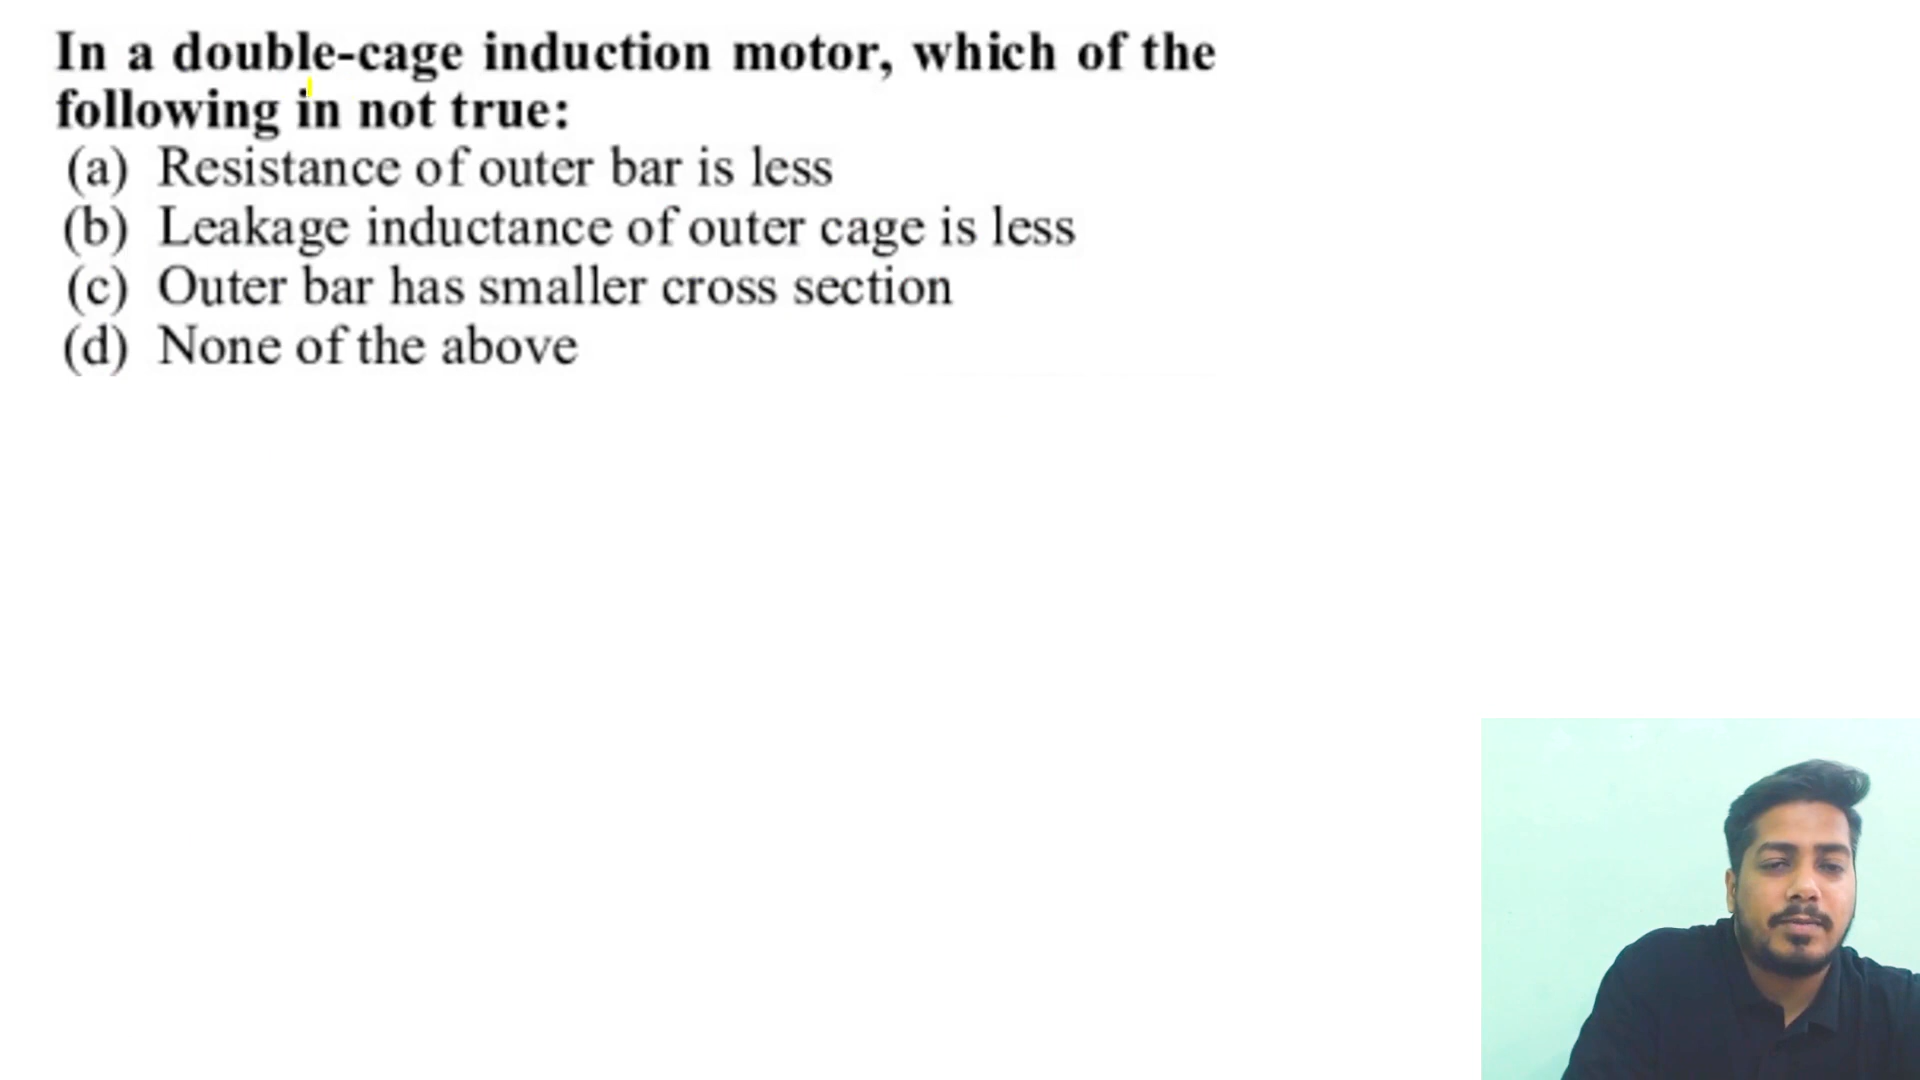 In a double-cage induction motor, which of the
following in not true:
(a) Resistance of outer bar is less
(b) Leakage inductance of outer cage is less
(c) Outer bar has smaller cross section
(d) None of the above